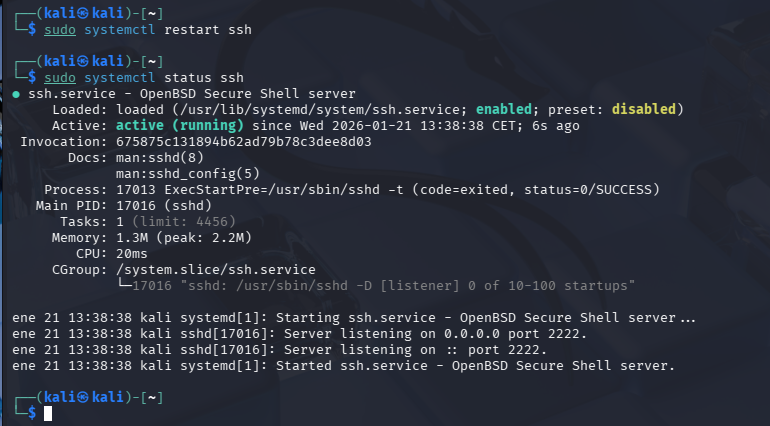 ┌──(kali㉿kali)-[~]
└─$ sudo systemctl restart ssh
┌──(kali㉿kali)-[~]
└─$ sudo systemctl status ssh
● ssh.service - OpenBSD Secure Shell server
Loaded: loaded (/usr/lib/systemd/system/ssh.service; enabled; preset: disabled)
Active: active (running) since Wed 2026-01-21 13:38:38 CET; 6s ago
Invocation: 675875c131894b62ad79b78c3dee8d03
Docs: man:sshd(8)
man:sshd_config(5)
Process: 17013 ExecStartPre=/usr/sbin/sshd -t (code=exited, status=0/SUCCESS)
Main PID: 17016 (sshd)
Tasks: 1 (limit: 4456)
Memory: 1.3M (peak: 2.2M)
CPU: 20ms
CGroup: /system.slice/ssh.service
└─17016 "sshd: /usr/sbin/sshd -D [listener] 0 of 10-100 startups"
ene 21 13:38:38 kali systemd[1]: Starting ssh.service - OpenBSD Secure Shell server...
ene 21 13:38:38 kali sshd[17016]: Server listening on 0.0.0.0 port 2222.
ene 21 13:38:38 kali sshd[17016]: Server listening on :: port 2222.
ene 21 13:38:38 kali systemd[1]: Started ssh.service - OpenBSD Secure Shell server.
┌──(kali㉿kali)-[~]
└─$